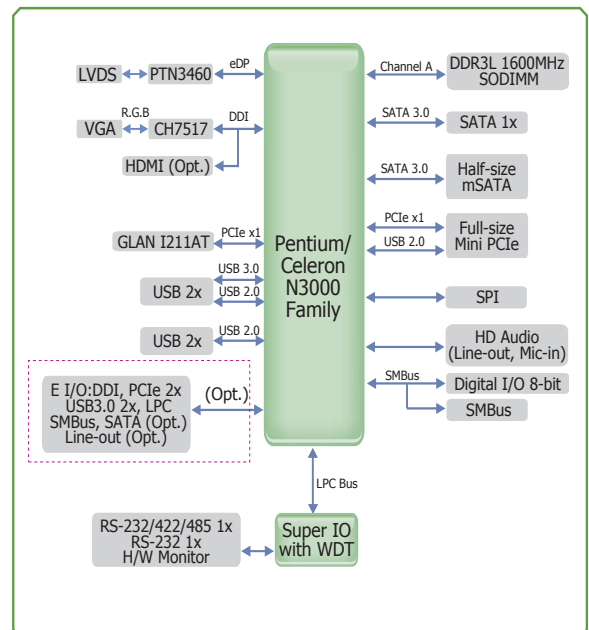 LVDS
PTN3460
eDP
R.G.B
VGA
CH7517
DDI
HDMI (Opt.)
GLAN I211AT
PCIe x1
USB 3.0
USB 2x
USB 2.0
USB 2x
USB 2.0
E I/O:DDI, PCIe 2x
USB3.0 2x, LPC
SMBus, SATA (Opt.)
Line-out (Opt.)
(Opt.)
Pentium/
Celeron
N3000
Family
Channel A
DDR3L 1600MHz
SODIMM
SATA 3.0
SATA 1x
SATA 3.0
Half-size
mSATA
PCIe x1
USB 2.0
Full-size
Mini PCIe
SPI
HD Audio
(Line-out, Mic-in)
SMBus
Digital I/O 8-bit
SMBus
LPC Bus
RS-232/422/485 1x
RS-232 1x
H/W Monitor
Super IO
with WDT